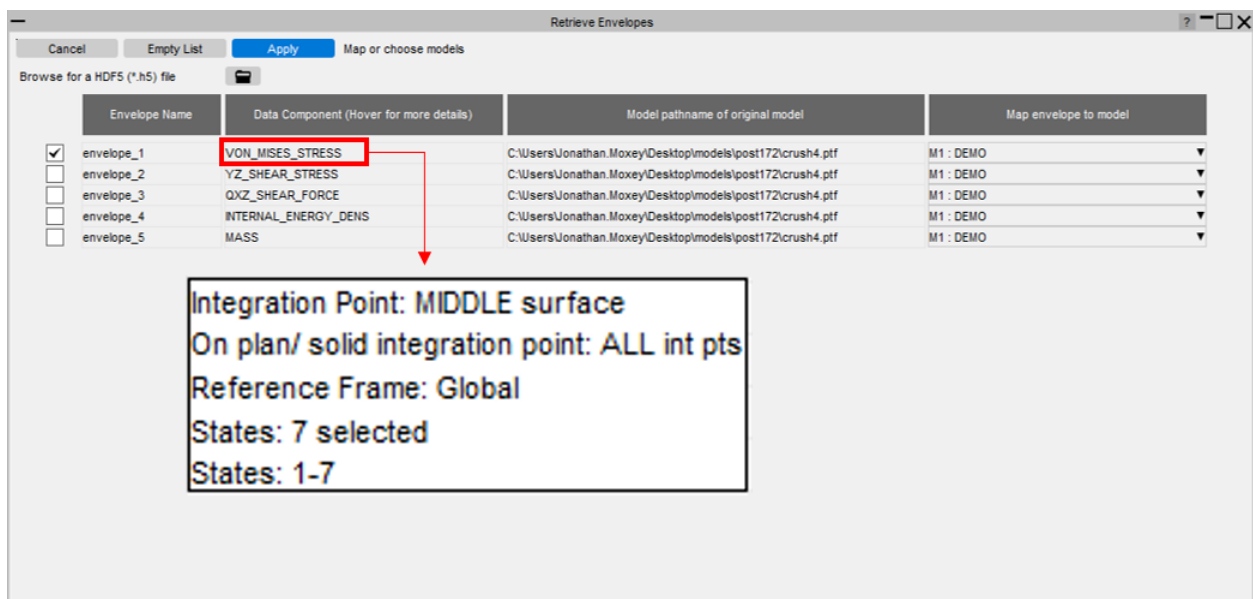 Retrieve Envelopes
?
Cancel Empty List Apply Map or choose models
Browse for a HDF5 (*.h5) file
Envelope Name Data Component (Hover for more details) Model pathname of original model Map envelope to model
envelope_1 VON_MISES_STRESS C:\Users\Jonathan.Moxey\Desktop\models\post172\crush4.ptf M1 : DEMO
envelope_2 YZ_SHEAR_STRESS C:\Users\Jonathan.Moxey\Desktop\models\post172\crush4.ptf M1 : DEMO
envelope_3 QXZ_SHEAR_FORCE C:\Users\Jonathan.Moxey\Desktop\models\post172\crush4.ptf M1 : DEMO
envelope_4 INTERNAL_ENERGY_DENS C:\Users\Jonathan.Moxey\Desktop\models\post172\crush4.ptf M1 : DEMO
envelope_5 MASS C:\Users\Jonathan.Moxey\Desktop\models\post172\crush4.ptf M1 : DEMO
Integration Point: MIDDLE surface
On plan/ solid integration point: ALL int pts
Reference Frame: Global
States: 7 selected
States: 1-7